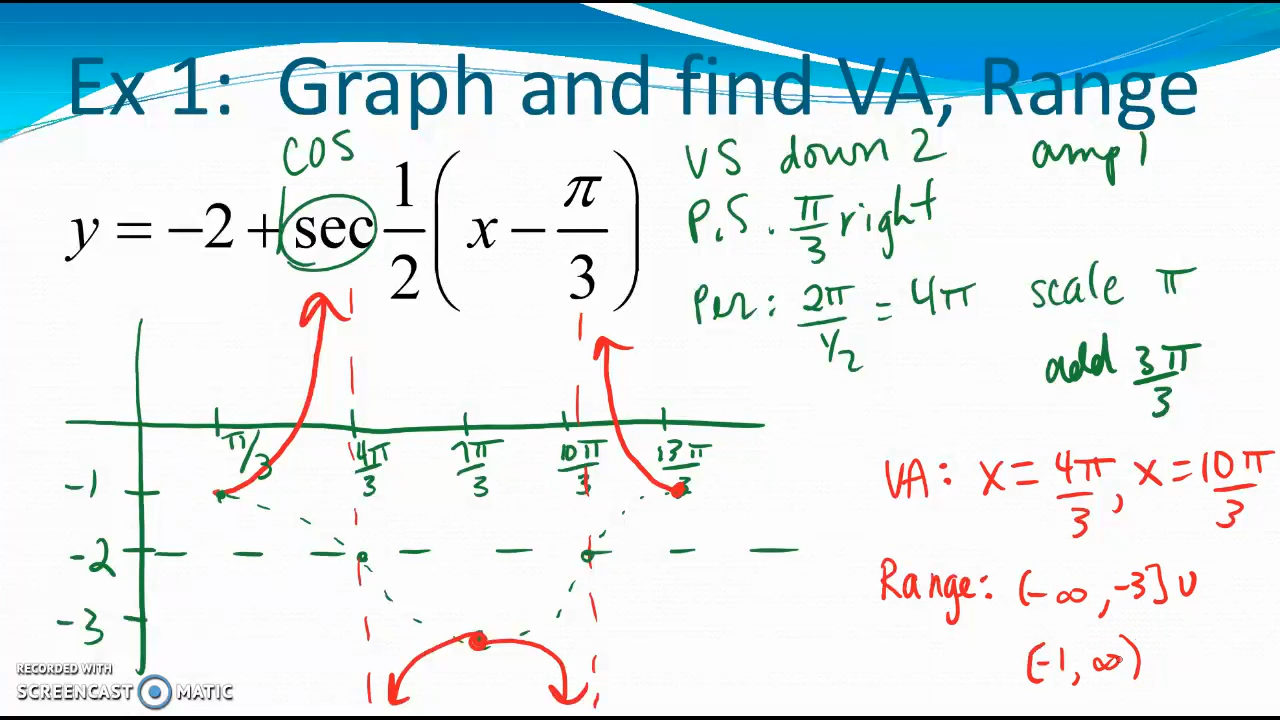 Ex 1: Graph and find VA, Range
cos
y = −2 + sec 1/2 ( x − π/3 )
VS down 2 amp 1
P.S. π/3 right
Per: 2π/½ = 4π scale π
add 3π/3
π/3 4π/3 7π/3 10π/3 13π/3
-1
-2
-3
VA: x = 4π/3, x = 10π/3
Range: (-∞, -3] ∪
(-1, ∞)
RECORDED WITH
SCREENCAST MATIC